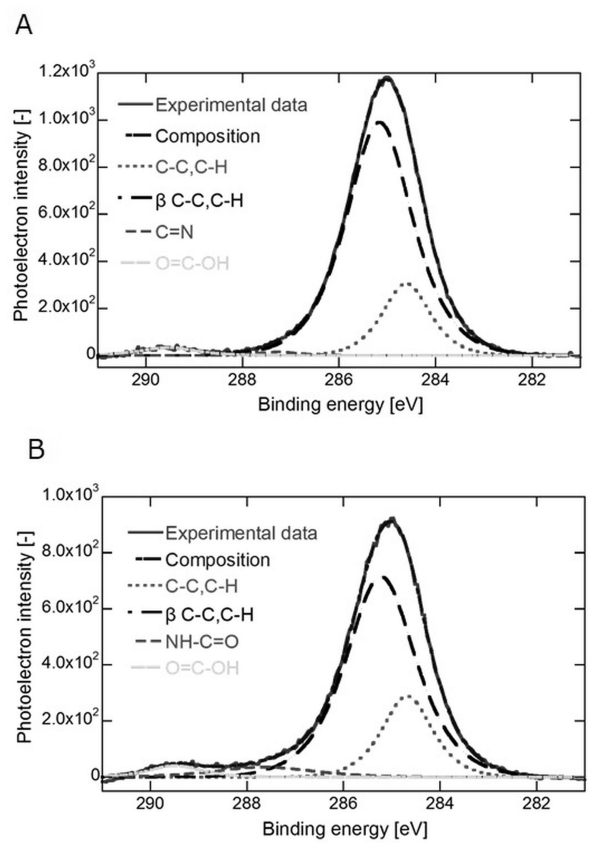 A
1.2x10³
1.0x10³
8.0x10²
6.0x10²
4.0x10²
2.0x10²
0
Photoelectron intensity [-]
Experimental data
Composition
C-C,C-H
β C-C,C-H
C=N
O=C-OH
290 288 286 284 282
Binding energy [eV]
B
1.0x10³
8.0x10²
6.0x10²
4.0x10²
2.0x10²
0
Photoelectron intensity [-]
Experimental data
Composition
C-C,C-H
β C-C,C-H
NH-C=O
O=C-OH
290 288 286 284 282
Binding energy [eV]